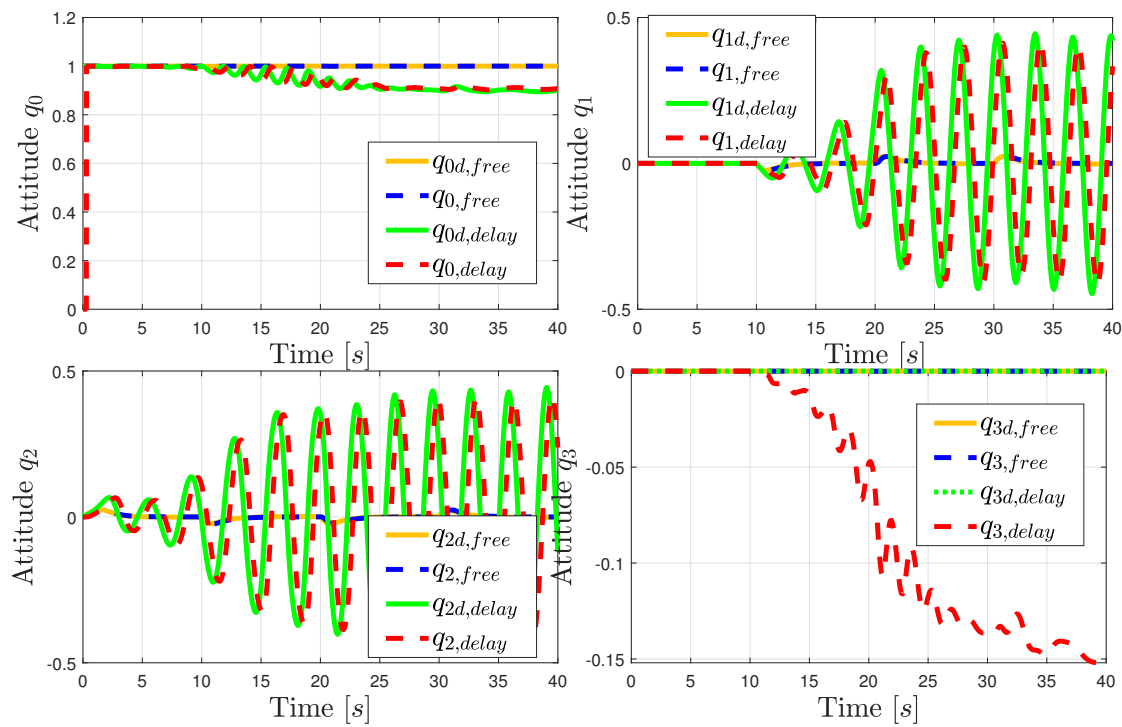 1.2
1
0.8
0.6
0.4
0.2
0
Attitude q0
q0d,free
q0,free
q0d,delay
q0,delay
0 5 10 15 20 25 30 35 40
Time [s]
0.5
0
-0.5
Attitude q1
q1d,free
q1,free
q1d,delay
q1,delay
0 5 10 15 20 25 30 35 40
Time [s]
0.5
0
-0.5
Attitude q2
q2d,free
q2,free
q2d,delay
q2,delay
0 5 10 15 20 25 30 35 40
Time [s]
0
-0.05
-0.1
-0.15
Attitude q3
q3d,free
q3,free
q3d,delay
q3,delay
0 5 10 15 20 25 30 35 40
Time [s]